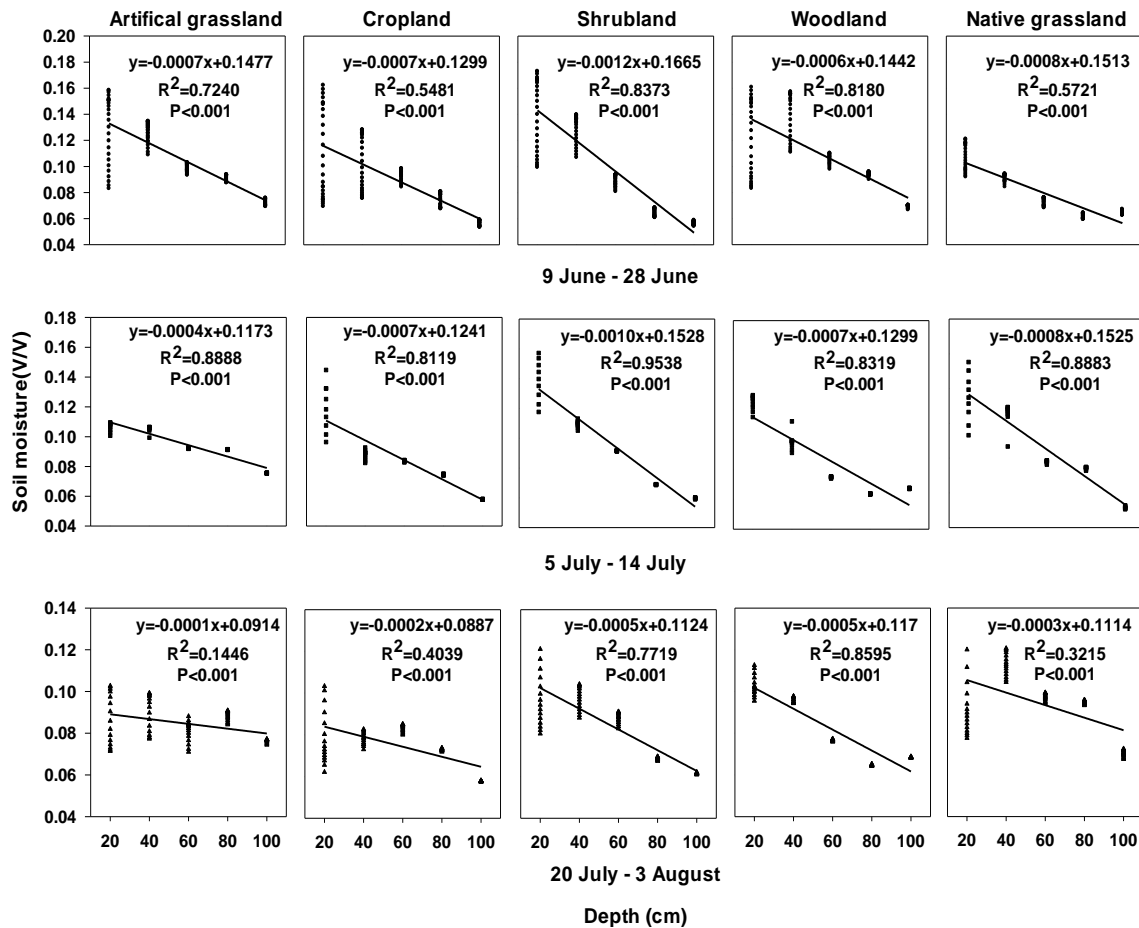 Artifical grassland Cropland Shrubland Woodland Native grassland
0.20
0.18
0.16
0.14
0.12
0.10
0.08
0.06
0.04
y=-0.0007x+0.1477
R²=0.7240
P<0.001
y=-0.0007x+0.1299
R²=0.5481
P<0.001
y=-0.0012x+0.1665
R²=0.8373
P<0.001
y=-0.0006x+0.1442
R²=0.8180
P<0.001
y=-0.0008x+0.1513
R²=0.5721
P<0.001
9 June - 28 June
Soil moisture(V/V)
0.18
0.16
0.14
0.12
0.10
0.08
0.06
0.04
y=-0.0004x+0.1173
R²=0.8888
P<0.001
y=-0.0007x+0.1241
R²=0.8119
P<0.001
y=-0.0010x+0.1528
R²=0.9538
P<0.001
y=-0.0007x+0.1299
R²=0.8319
P<0.001
y=-0.0008x+0.1525
R²=0.8883
P<0.001
5 July - 14 July
0.14
0.12
0.10
0.08
0.06
0.04
y=-0.0001x+0.0914
R²=0.1446
P<0.001
y=-0.0002x+0.0887
R²=0.4039
P<0.001
y=-0.0005x+0.1124
R²=0.7719
P<0.001
y=-0.0005x+0.117
R²=0.8595
P<0.001
y=-0.0003x+0.1114
R²=0.3215
P<0.001
20 40 60 80 100 20 40 60 80 100 20 40 60 80 100 20 40 60 80 100 20 40 60 80 100
20 July - 3 August
Depth (cm)